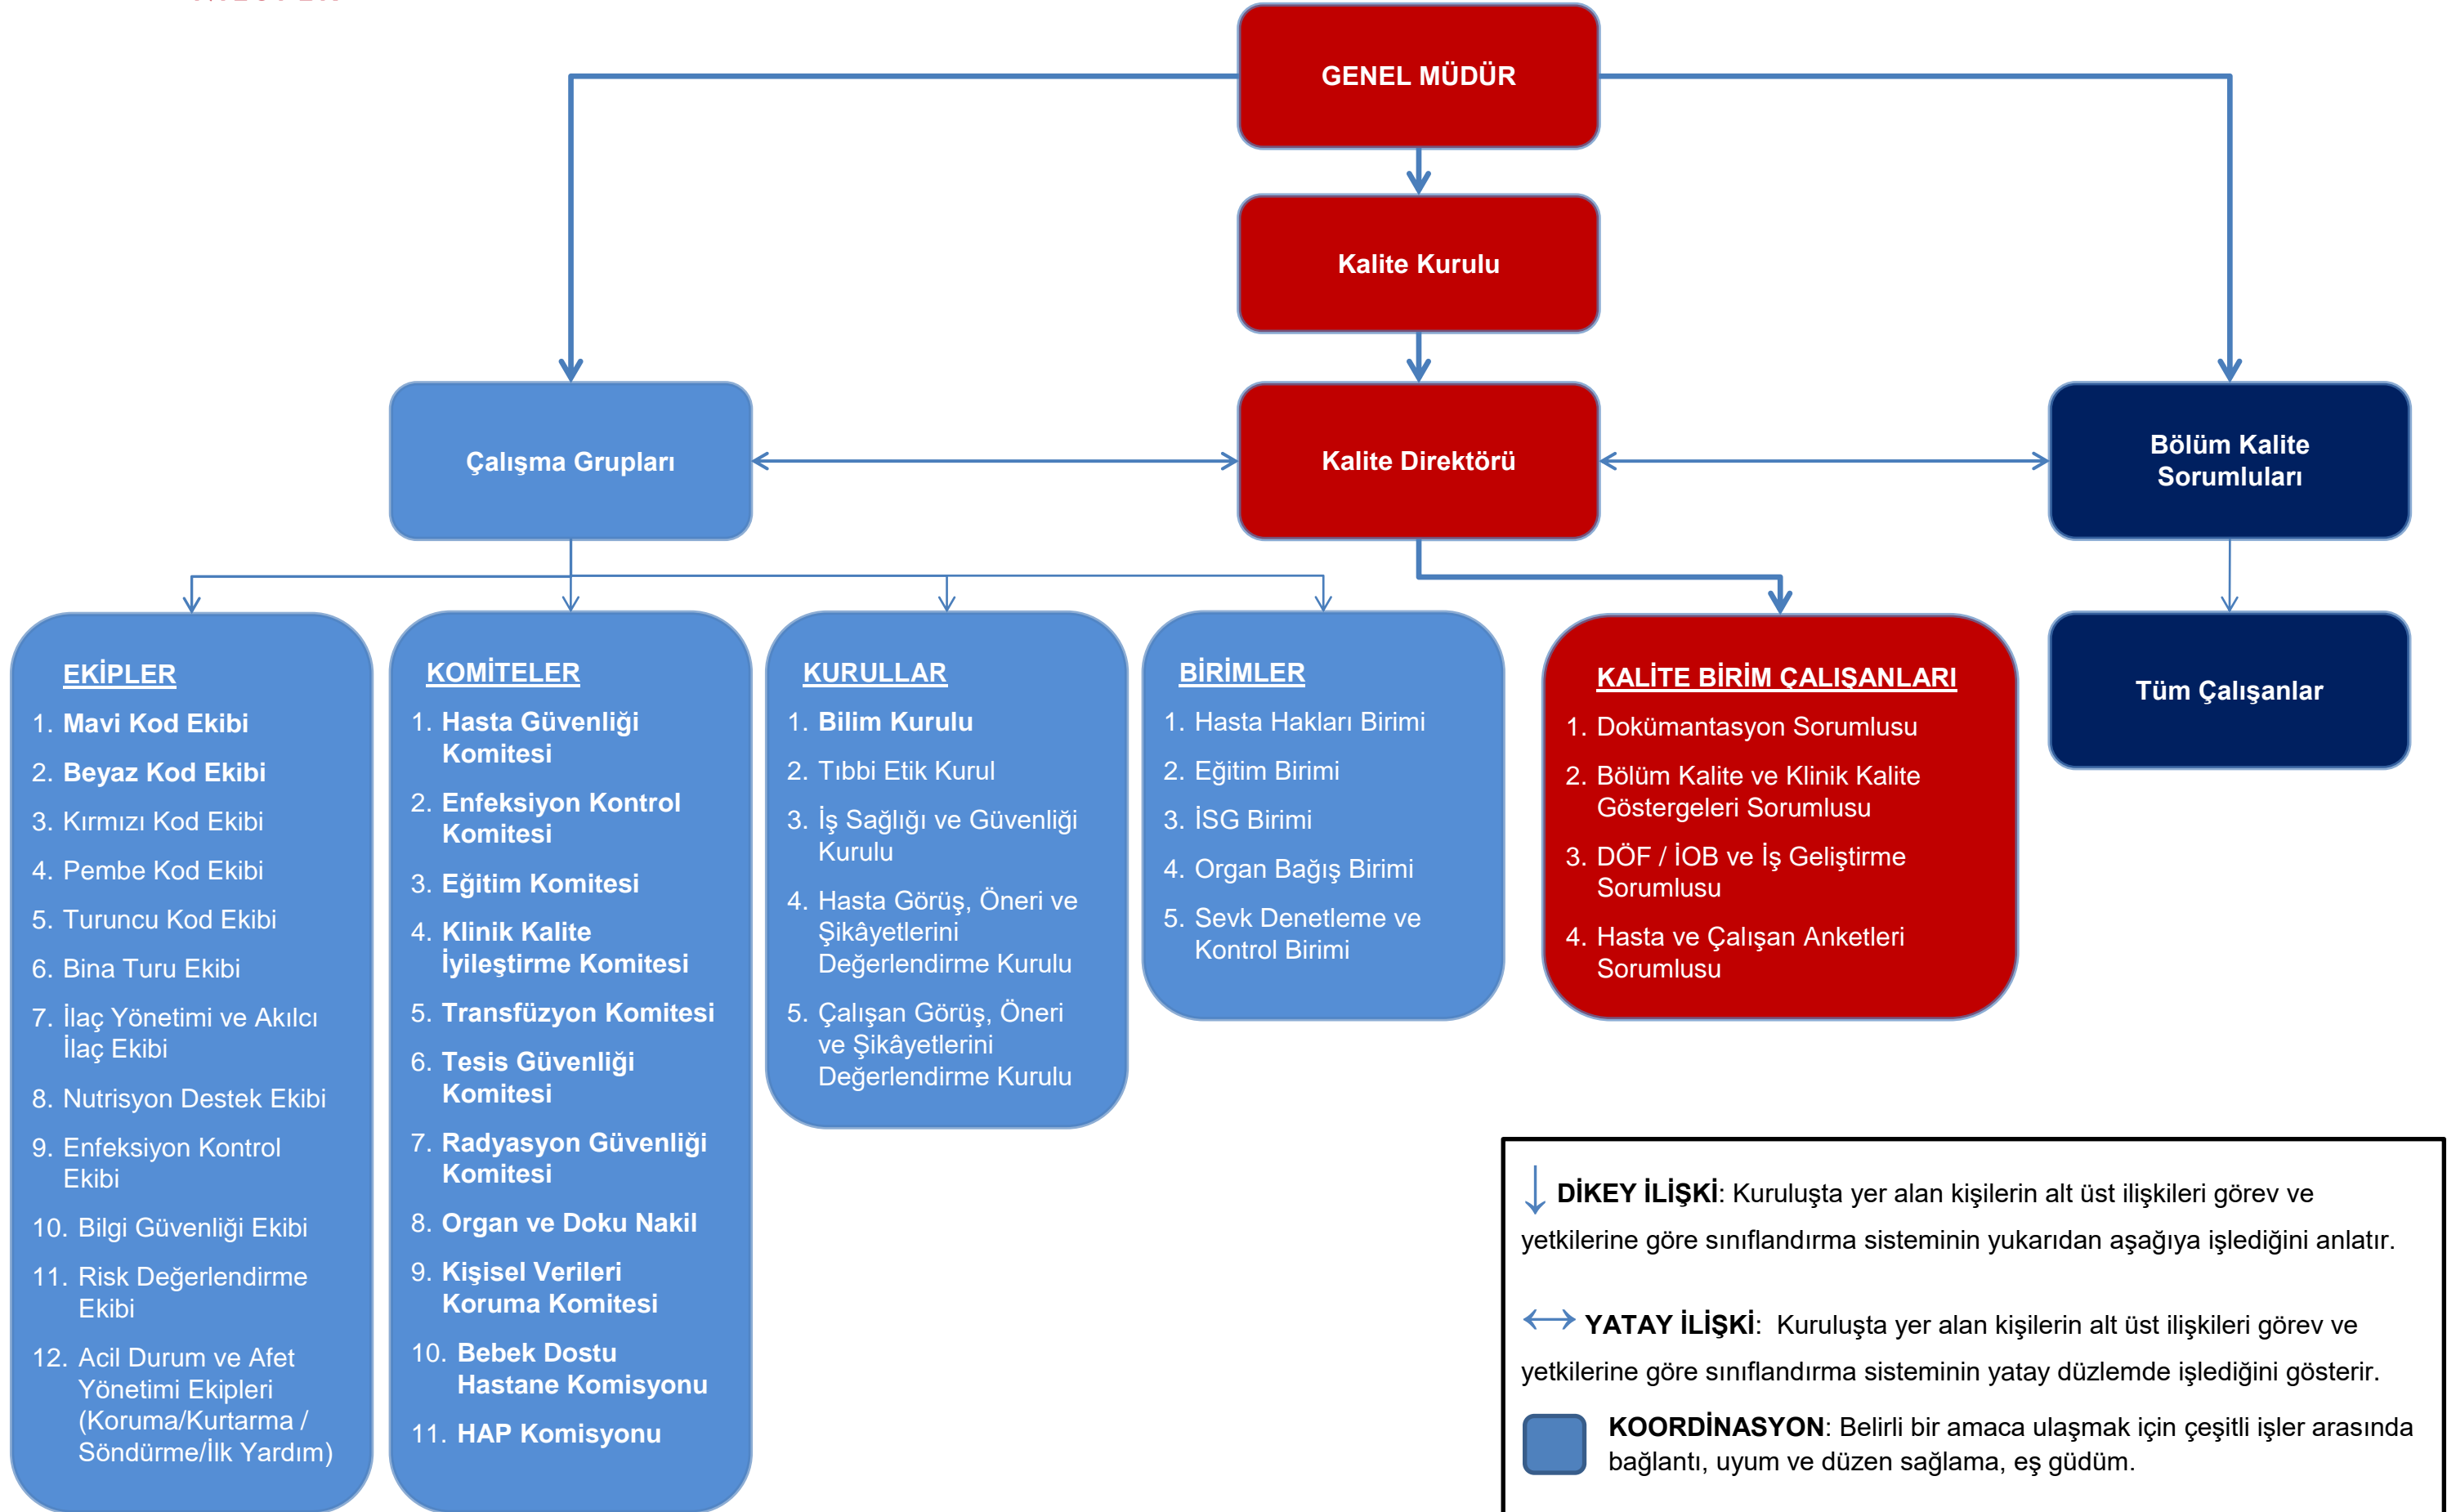 GENEL MÜDÜR
Kalite Kurulu
Çalışma Grupları
Kalite Direktörü
Bölüm Kalite
Sorumluları
EKİPLER
1. Mavi Kod Ekibi
2. Beyaz Kod Ekibi
3. Kırmızı Kod Ekibi
4. Pembe Kod Ekibi
5. Turuncu Kod Ekibi
6. Bina Turu Ekibi
7. İlaç Yönetimi ve Akılcı
İlaç Ekibi
8. Nutrisyon Destek Ekibi
9. Enfeksiyon Kontrol
Ekibi
10. Bilgi Güvenliği Ekibi
11. Risk Değerlendirme
Ekibi
12. Acil Durum ve Afet
Yönetimi Ekipleri
(Koruma/Kurtarma /
Söndürme/İlk Yardım)
KOMİTELER
1. Hasta Güvenliği
Komitesi
2. Enfeksiyon Kontrol
Komitesi
3. Eğitim Komitesi
4. Klinik Kalite
İyileştirme Komitesi
5. Transfüzyon Komitesi
6. Tesis Güvenliği
Komitesi
7. Radyasyon Güvenliği
Komitesi
8. Organ ve Doku Nakil
9. Kişisel Verileri
Koruma Komitesi
10. Bebek Dostu
Hastane Komisyonu
11. HAP Komisyonu
KURULLAR
1. Bilim Kurulu
2. Tıbbi Etik Kurul
3. İş Sağlığı ve Güvenliği
Kurulu
4. Hasta Görüş, Öneri ve
Şikâyetlerini
Değerlendirme Kurulu
5. Çalışan Görüş, Öneri
ve Şikâyetlerini
Değerlendirme Kurulu
BİRİMLER
1. Hasta Hakları Birimi
2. Eğitim Birimi
3. İSG Birimi
4. Organ Bağış Birimi
5. Sevk Denetleme ve
Kontrol Birimi
KALİTE BİRİM ÇALIŞANLARI
1. Dokümantasyon Sorumlusu
2. Bölüm Kalite ve Klinik Kalite
Göstergeleri Sorumlusu
3. DÖF / İOB ve İş Geliştirme
Sorumlusu
4. Hasta ve Çalışan Anketleri
Sorumlusu
Tüm Çalışanlar
DİKEY İLİŞKİ: Kuruluşta yer alan kişilerin alt üst ilişkileri görev ve
yetkilerine göre sınıflandırma sisteminin yukarıdan aşağıya işlediğini anlatır.
YATAY İLİŞKİ: Kuruluşta yer alan kişilerin alt üst ilişkileri görev ve
yetkilerine göre sınıflandırma sisteminin yatay düzlemde işlediğini gösterir.
KOORDİNASYON: Belirli bir amaca ulaşmak için çeşitli işler arasında
bağlantı, uyum ve düzen sağlama, eş güdüm.